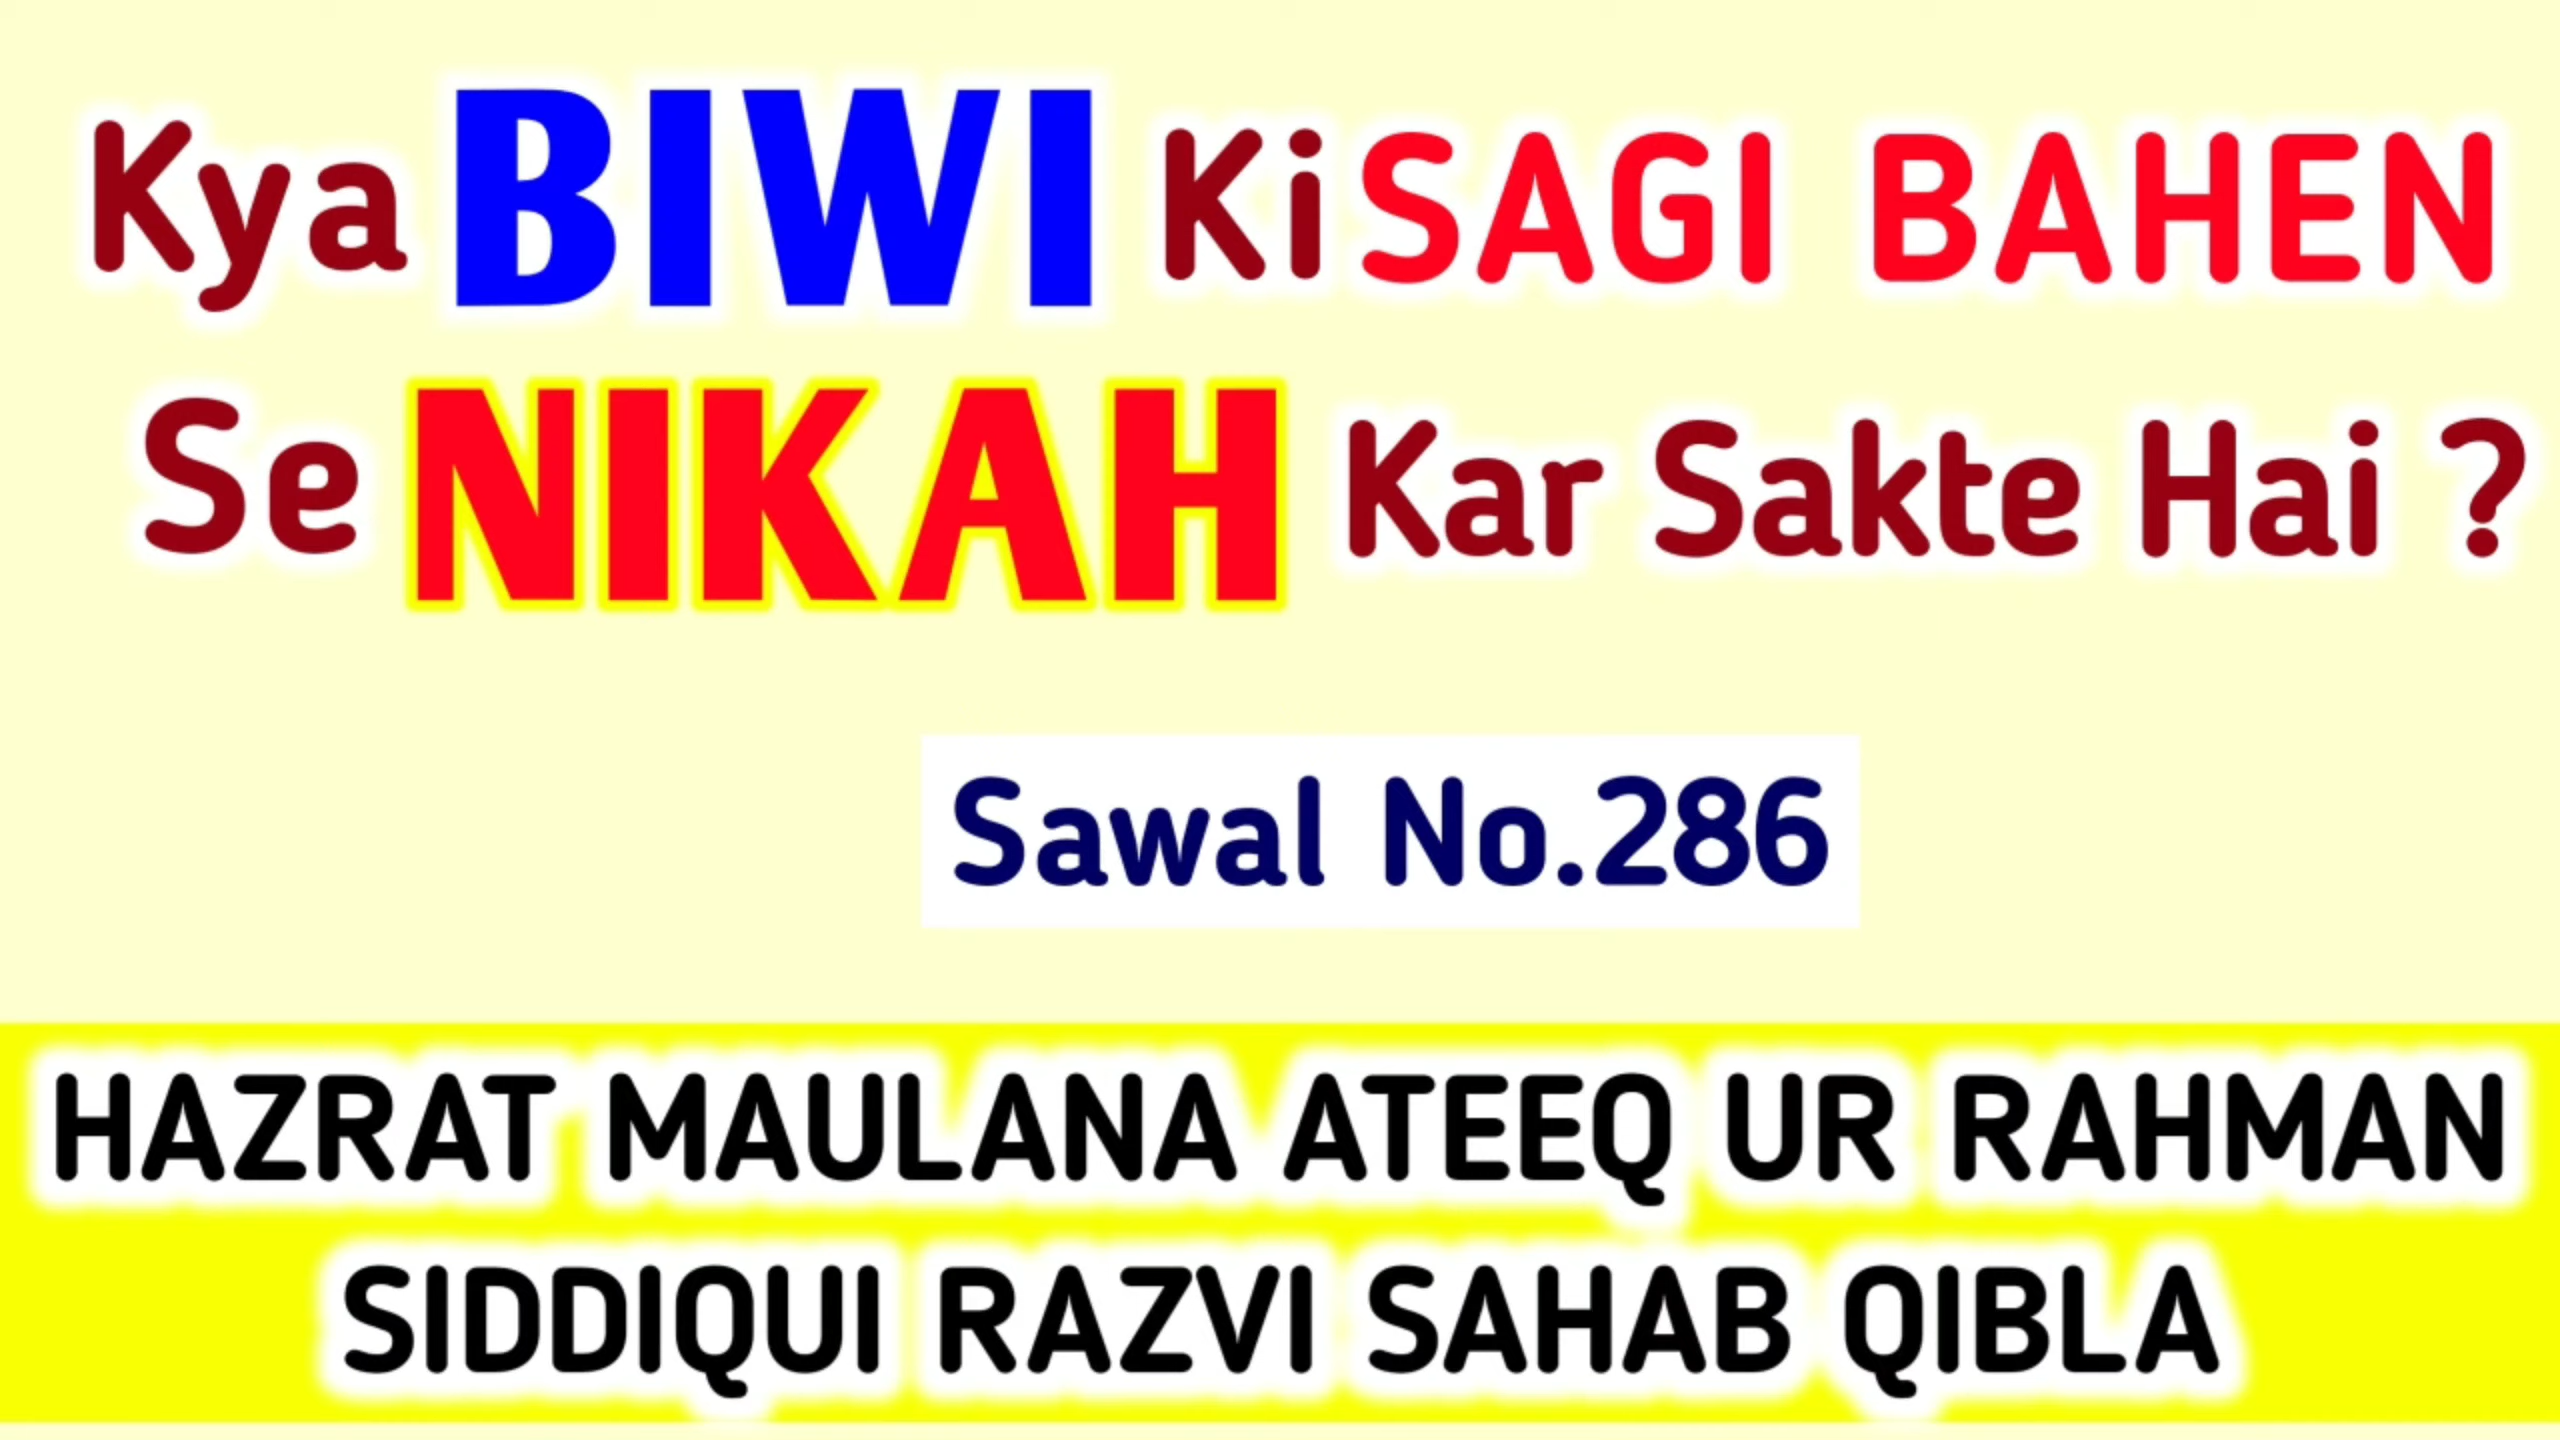 Kya BIWI Ki SAGI BAHEN
Se NIKAH Kar Sakte Hai ?
Sawal No.286
HAZRAT MAULANA ATEEQ UR RAHMAN
SIDDIQUI RAZVI SAHAB QIBLA